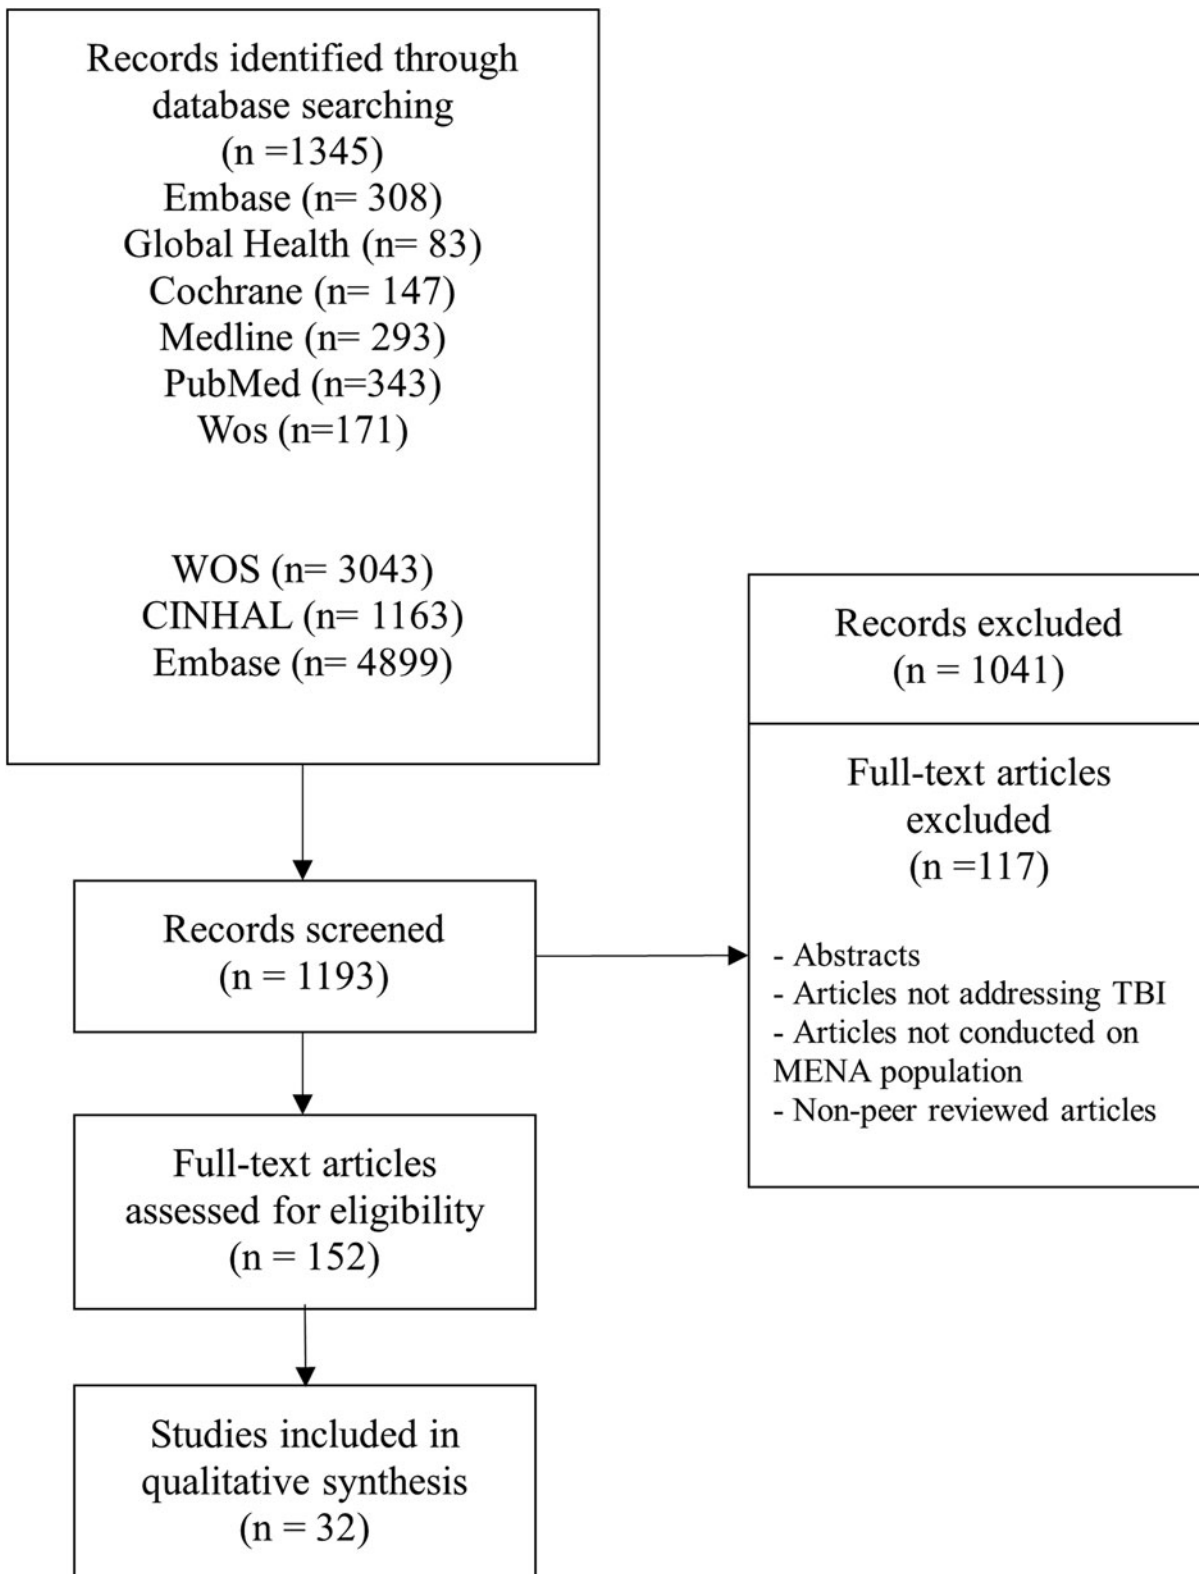 Records identified through
database searching
(n =1345)
Embase (n= 308)
Global Health (n= 83)
Cochrane (n= 147)
Medline (n= 293)
PubMed (n=343)
Wos (n=171)
WOS (n= 3043)
CINHAL (n= 1163)
Embase (n= 4899)
Records screened
(n = 1193)
Records excluded
(n = 1041)
Full-text articles
excluded
(n =117)
- Abstracts
- Articles not addressing TBI
- Articles not conducted on
MENA population
- Non-peer reviewed articles
Full-text articles
assessed for eligibility
(n = 152)
Studies included in
qualitative synthesis
(n = 32)